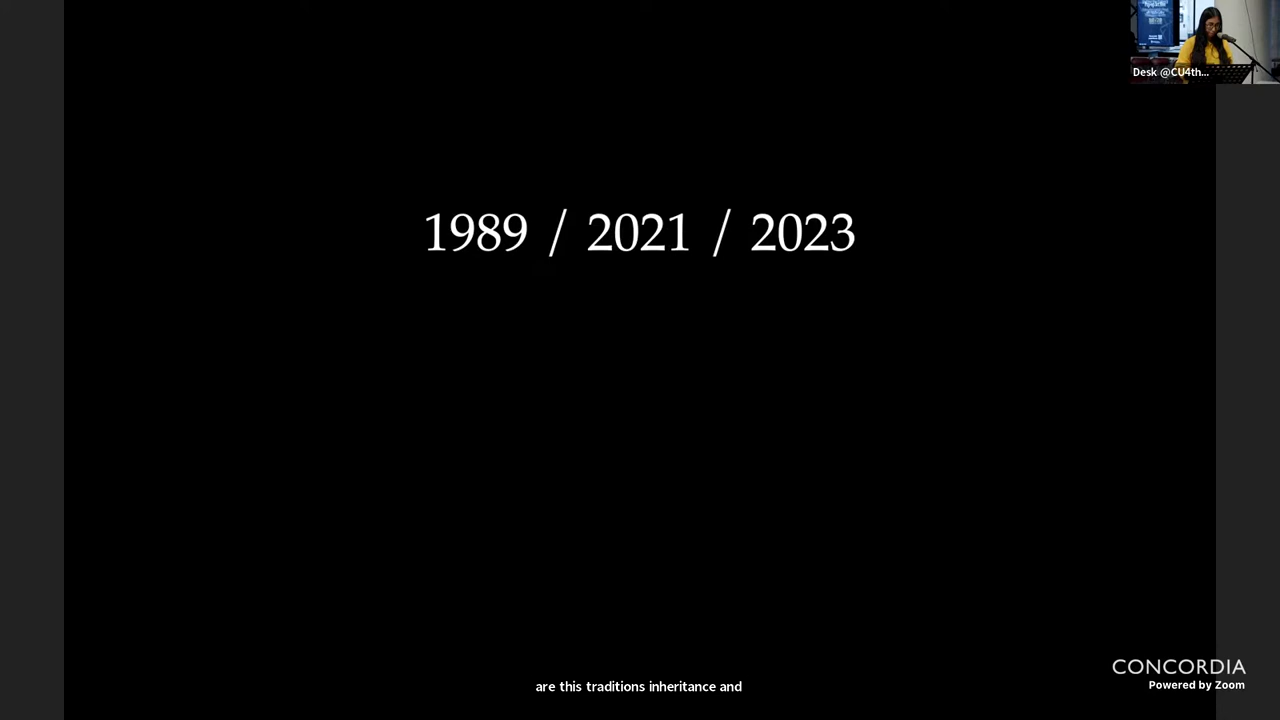 Desk @CU4th...
1989 / 2021 / 2023
are this traditions inheritance and
CONCORDIA
Powered by Zoom